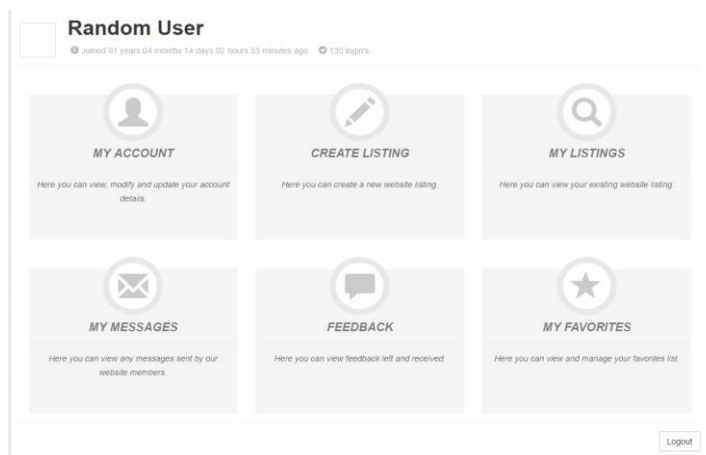 Random User
Joined 01 years 04 months 14 days 02 hours 53 minutes ago. 135 login's
MY ACCOUNT
Here you can view, modify and update your account
details.
CREATE LISTING
Here you can create a new website listing.
MY LISTINGS
Here you can view your existing website listing.
MY MESSAGES
Here you can view any messages sent by our
website members.
FEEDBACK
Here you can view feedback left and received.
MY FAVORITES
Here you can view and manage your favorites list.
Logout